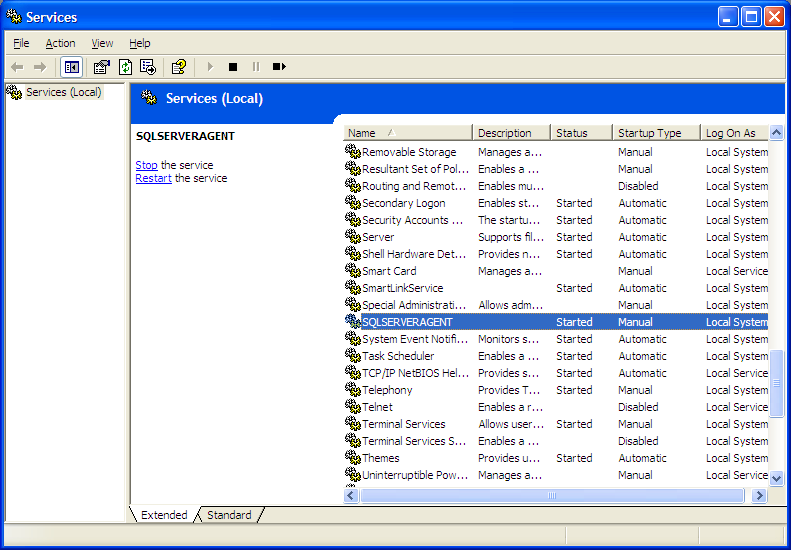 Services
File Action View Help
Services (Local)
Services (Local)
SQLSERVERAGENT
Stop the service
Restart the service
Name Description Status Startup Type Log On As
Removable Storage Manages a... Manual Local System
Resultant Set of Pol... Enables a ... Manual Local System
Routing and Remot... Enables mu... Disabled Local System
Secondary Logon Enables st... Started Automatic Local System
Security Accounts ... The startu... Started Automatic Local System
Server Supports fil... Started Automatic Local System
Shell Hardware Det... Provides n... Started Automatic Local System
Smart Card Manages a... Manual Local Service
SmartLinkService Started Automatic Local System
Special Administrati... Allows adm... Manual Local System
SQLSERVERAGENT Started Manual Local System
System Event Notifi... Monitors s... Started Automatic Local System
Task Scheduler Enables a ... Started Automatic Local System
TCP/IP NetBIOS Hel... Provides s... Started Automatic Local Service
Telephony Provides T... Started Manual Local System
Telnet Enables a r... Disabled Local Service
Terminal Services Allows user... Started Manual Local System
Terminal Services S... Enables a ... Disabled Local System
Themes Provides u... Started Automatic Local System
Uninterruptible Pow... Manages a... Manual Local Service
Extended Standard